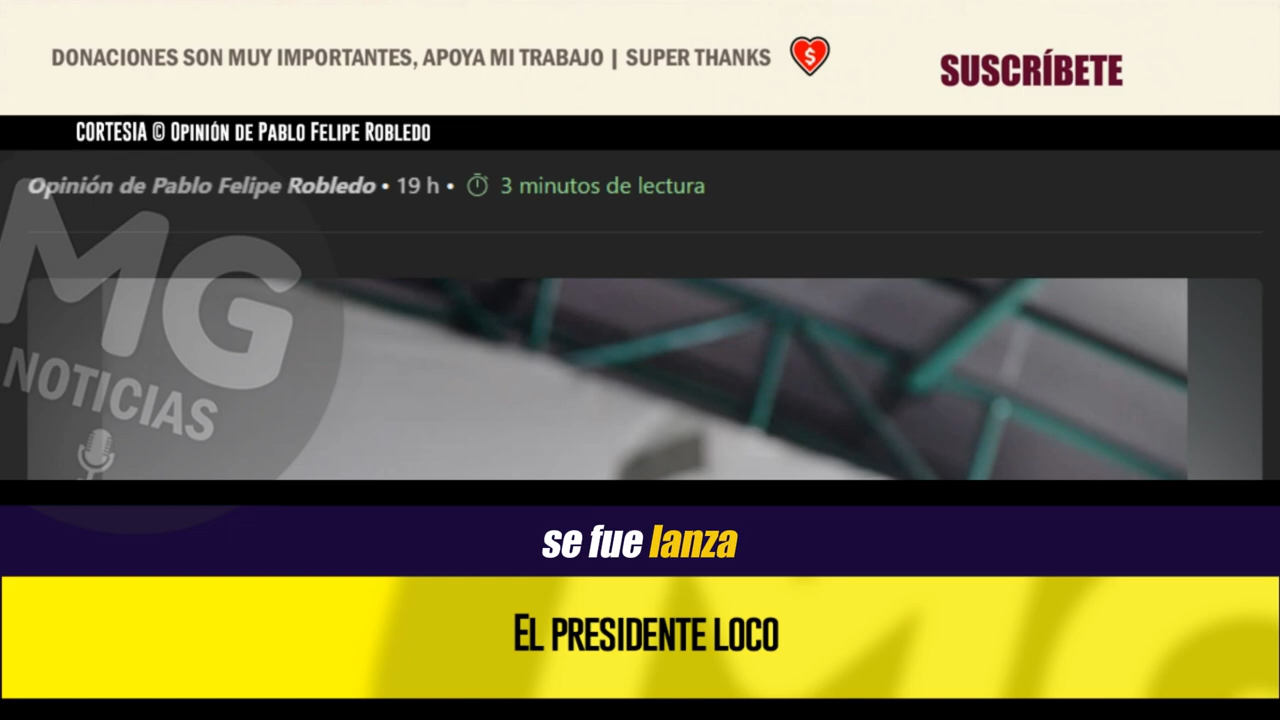 DONACIONES SON MUY IMPORTANTES, APOYA MI TRABAJO | SUPER THANKS
SUSCRÍBETE
CORTESIA © OPINIÓN DE PABLO FELIPE ROBLEDO
Opinión de Pablo Felipe Robledo • 19 h • 3 minutos de lectura
MG
NOTICIAS
se fue lanza
EL PRESIDENTE LOCO